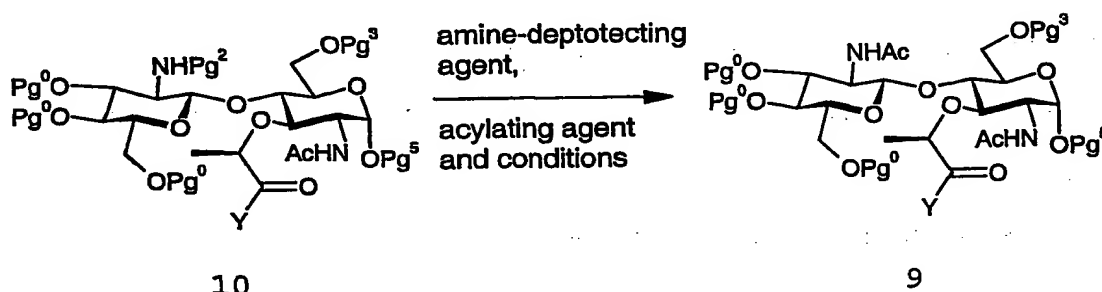 OPg³
NHPg²
Pg⁰O
Pg⁰O
O
O
O
O
AcHN
OPg⁵
OPg⁰
O
Y
10
amine-deptotecting
agent,
acylating agent
and conditions
OPg³
NHAc
Pg⁰O
Pg⁰O
O
O
O
O
AcHN
OPg⁰
O
Y
9